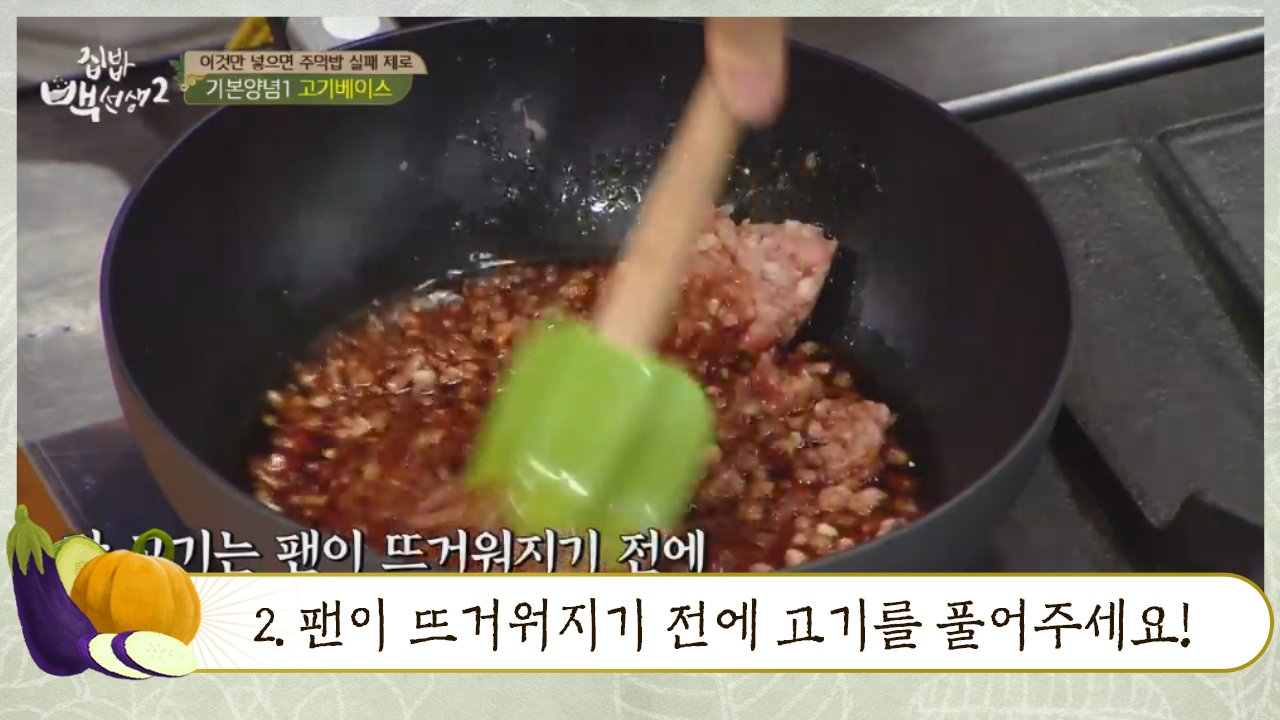 집밥
백선생2
이것만 넣으면 주먹밥 실패 제로
기본양념1 고기베이스
고기는 팬이 뜨거워지기 전에
2. 팬이 뜨거워지기 전에 고기를 풀어주세요!